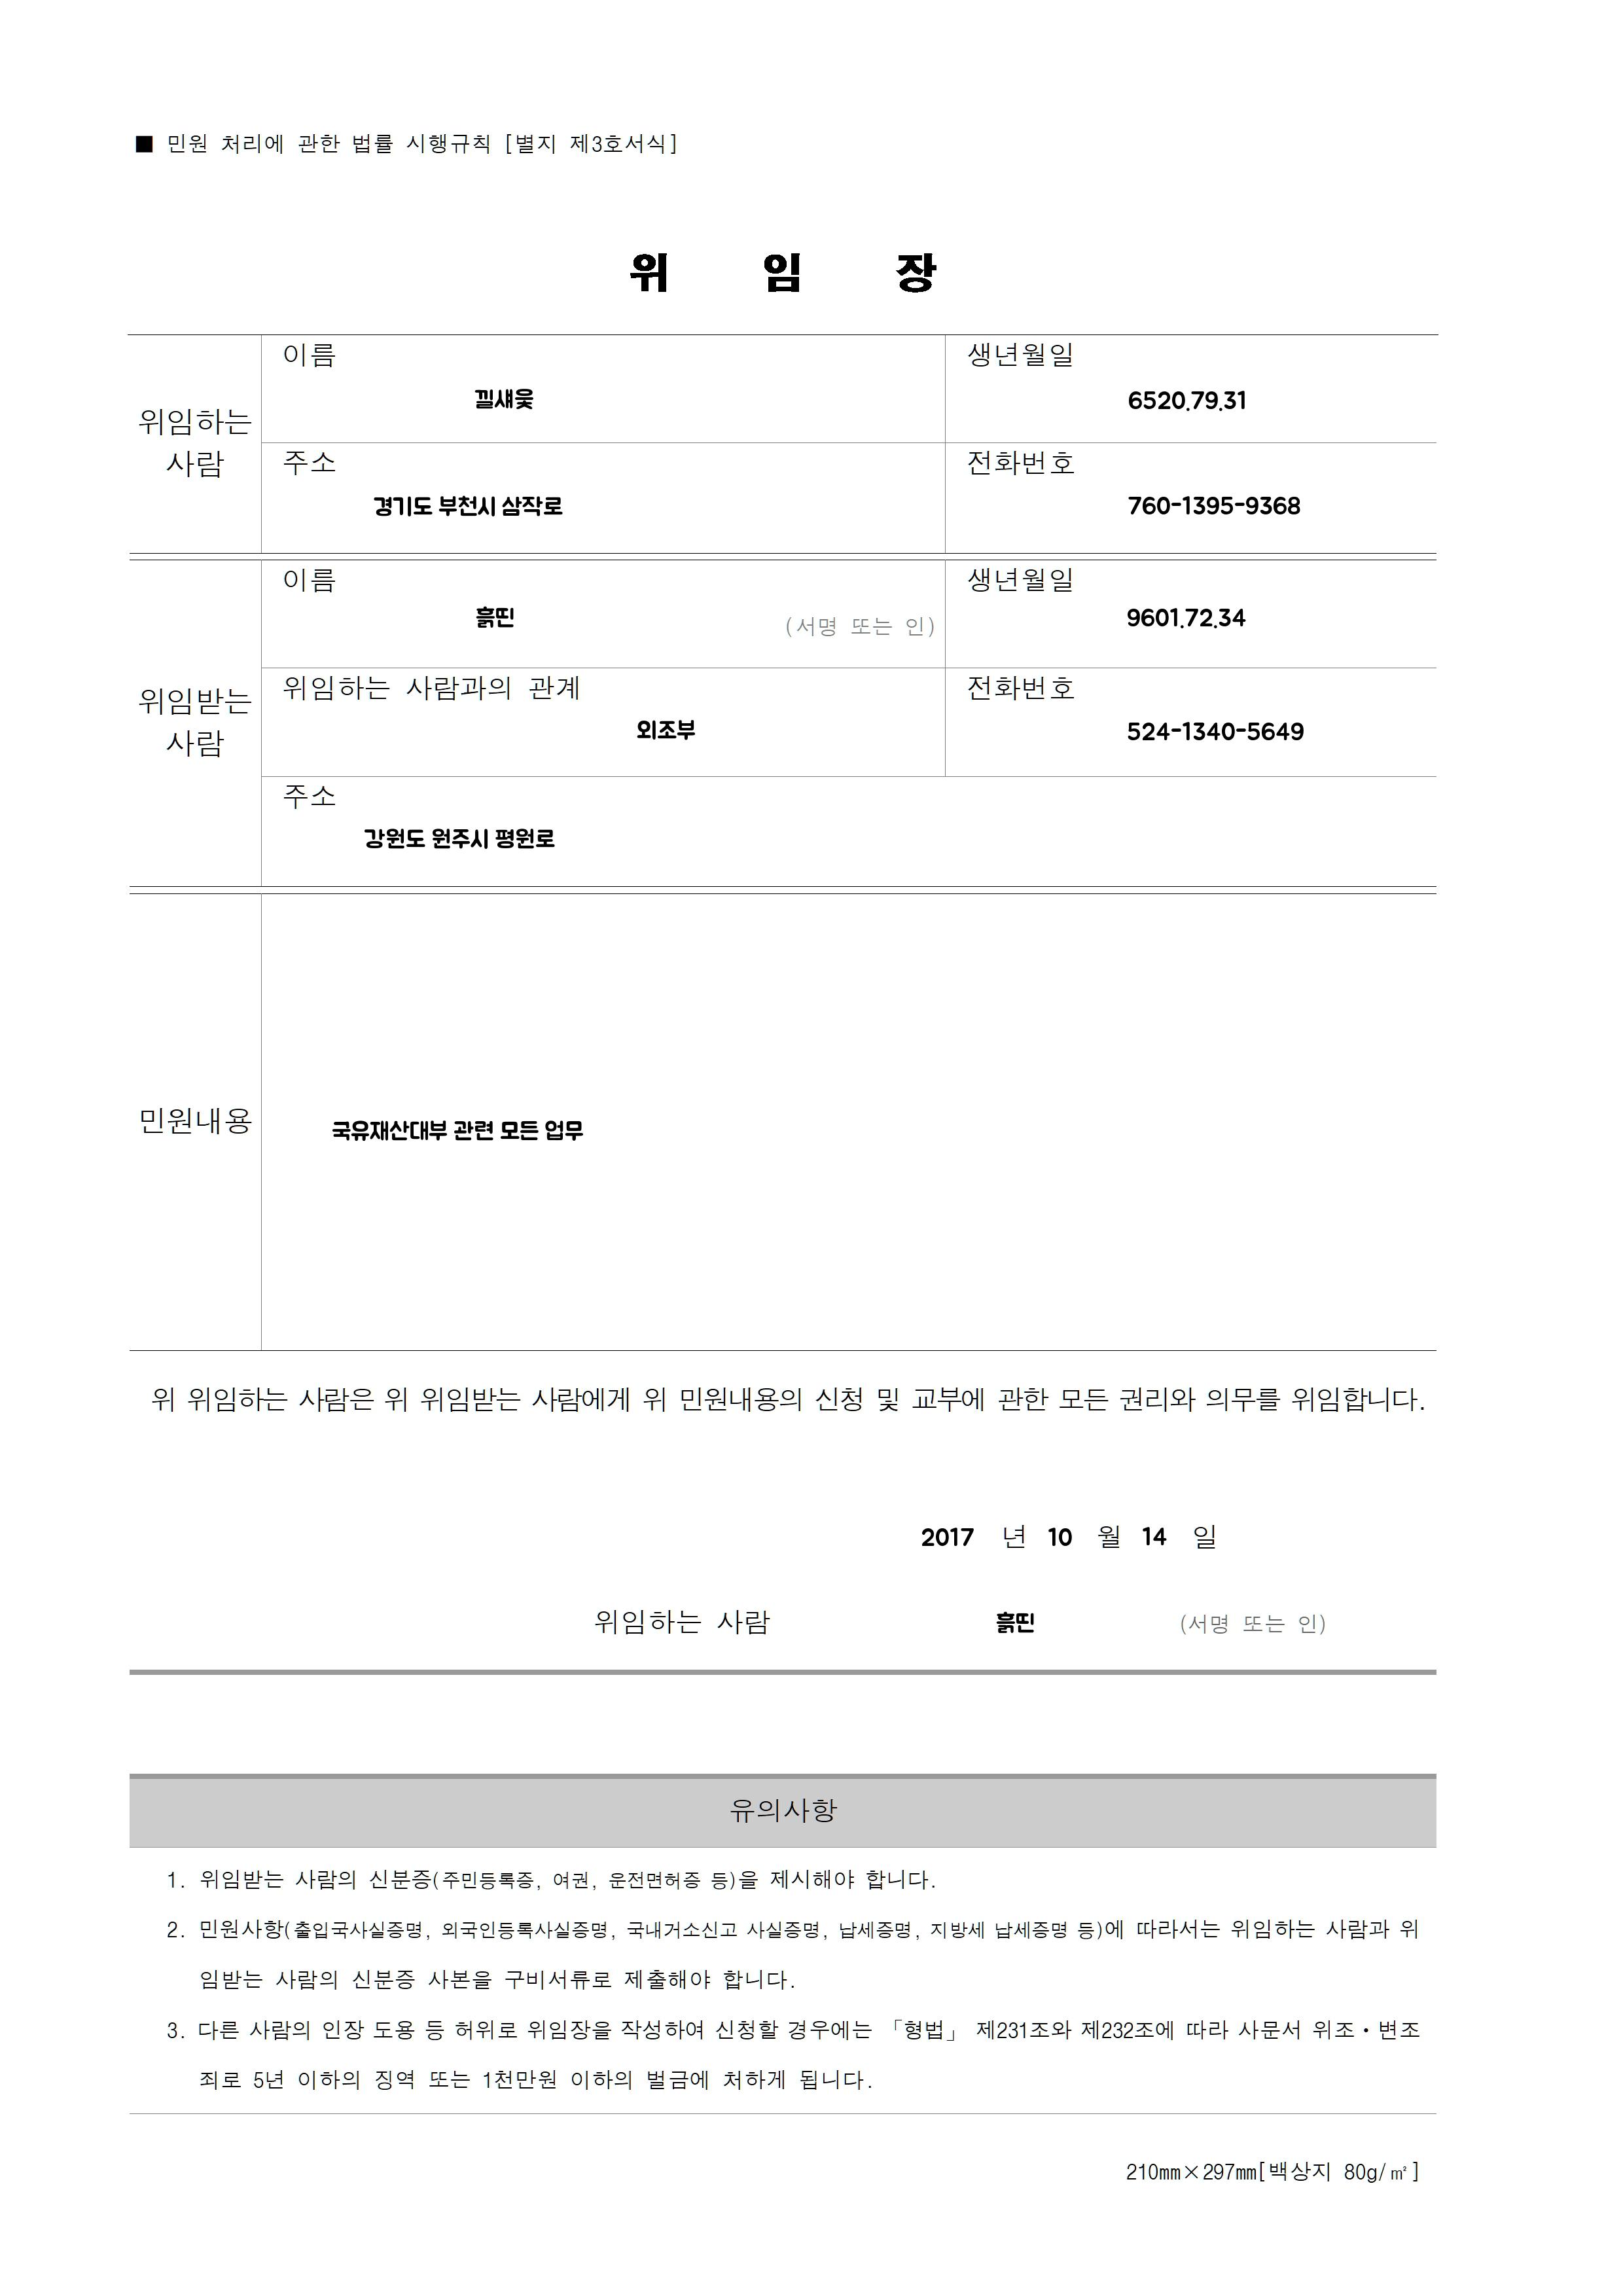 ■ 민원 처리에 관한 법률 시행규칙 [별지 제3호서식]
위 임 장
위임하는 사람
이름
낄섀윷
생년월일
6520.79.31
주소
경기도 부천시 삼작로
전화번호
760-1395-9368
위임받는 사람
이름
흙띤
(서명 또는 인)
생년월일
9601.72.34
위임하는 사람과의 관계
외조부
전화번호
524-1340-5649
주소
강원도 원주시 평원로
민원내용
국유재산대부 관련 모든 업무
위 위임하는 사람은 위 위임받는 사람에게 위 민원내용의 신청 및 교부에 관한 모든 권리와 의무를 위임합니다.
2017 년 10 월 14 일
위임하는 사람 흙띤 (서명 또는 인)
유의사항
1. 위임받는 사람의 신분증(주민등록증, 여권, 운전면허증 등)을 제시해야 합니다.
2. 민원사항(출입국사실증명, 외국인등록사실증명, 국내거소신고 사실증명, 납세증명, 지방세 납세증명 등)에 따라서는 위임하는 사람과 위
임받는 사람의 신분증 사본을 구비서류로 제출해야 합니다.
3. 다른 사람의 인장 도용 등 허위로 위임장을 작성하여 신청할 경우에는 「형법」 제231조와 제232조에 따라 사문서 위조·변조
죄로 5년 이하의 징역 또는 1천만원 이하의 벌금에 처하게 됩니다.
210㎜×297㎜[백상지 80g/㎡]